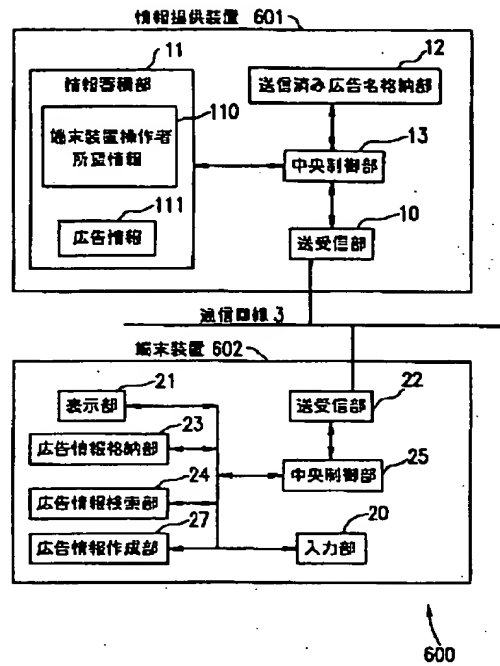 情報提供装置 601
11
情報蓄積部
110
端末装置操作者
所望情報
111
広告情報
12
送信済み広告名格納部
13
中央制御部
10
送受信部
通信回線 3
端末装置 602
21
表示部
23
広告情報格納部
24
広告情報検索部
27
広告情報作成部
22
送受信部
25
中央制御部
20
入力部
600